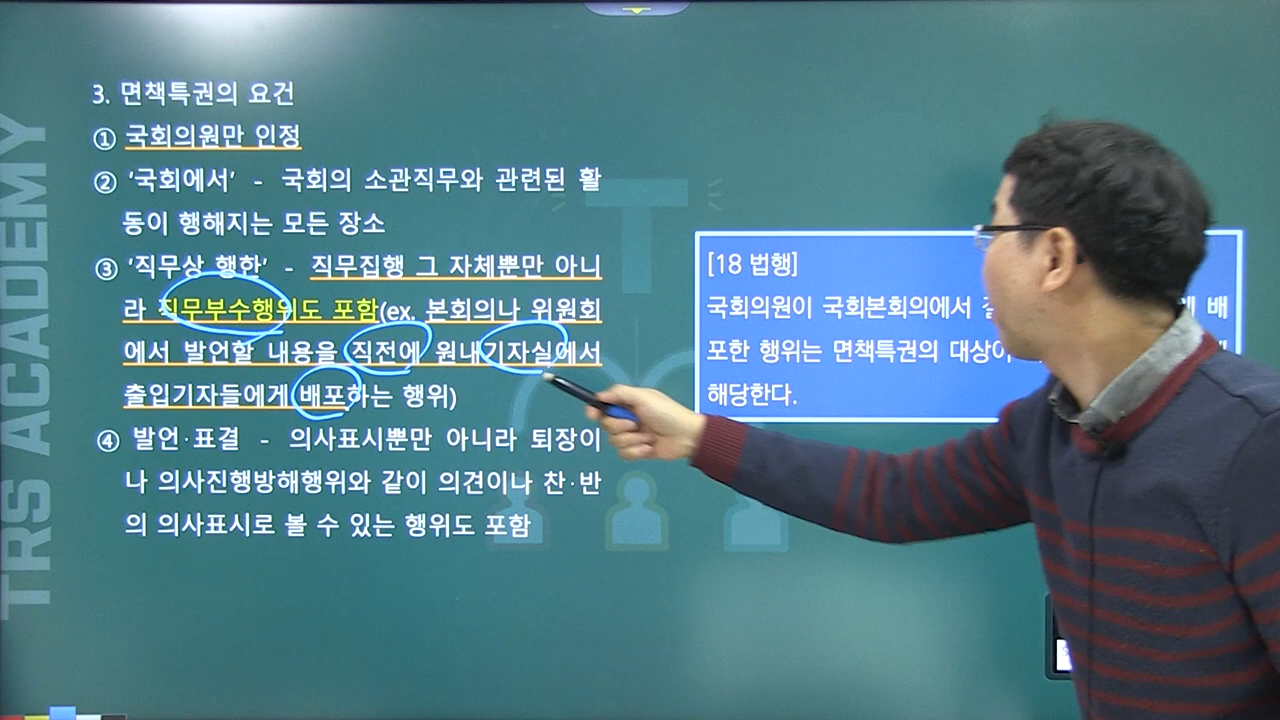 TRS ACADEMY
3. 면책특권의 요건
① 국회의원만 인정
② '국회에서' - 국회의 소관직무와 관련된 활
동이 행해지는 모든 장소
③ '직무상 행한' - 직무집행 그 자체뿐만 아니
라 직무부수행위도 포함(ex. 본회의나 위원회
에서 발언할 내용을 직전에 원내기자실에서
출입기자들에게 배포하는 행위)
④ 발언·표결 - 의사표시뿐만 아니라 퇴장이
나 의사진행방해행위와 같이 의견이나 찬·반
의 의사표시로 볼 수 있는 행위도 포함
[18 법행]
국회의원이 국회본회의에서 배
포한 행위는 면책특권의
해당한다.